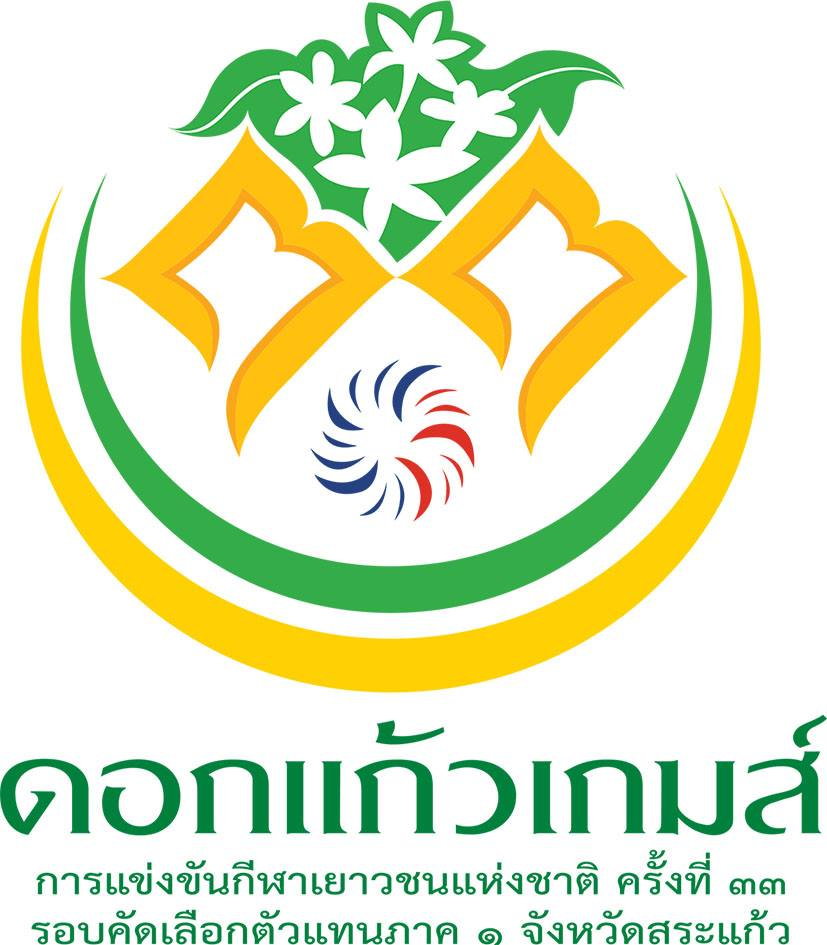 ดอกแก้วเกมส์
การแข่งขันกีฬาเยาวชนแห่งชาติ ครั้งที่ ๓๓
รอบคัดเลือกตัวแทนภาค ๑ จังหวัดสระแก้ว